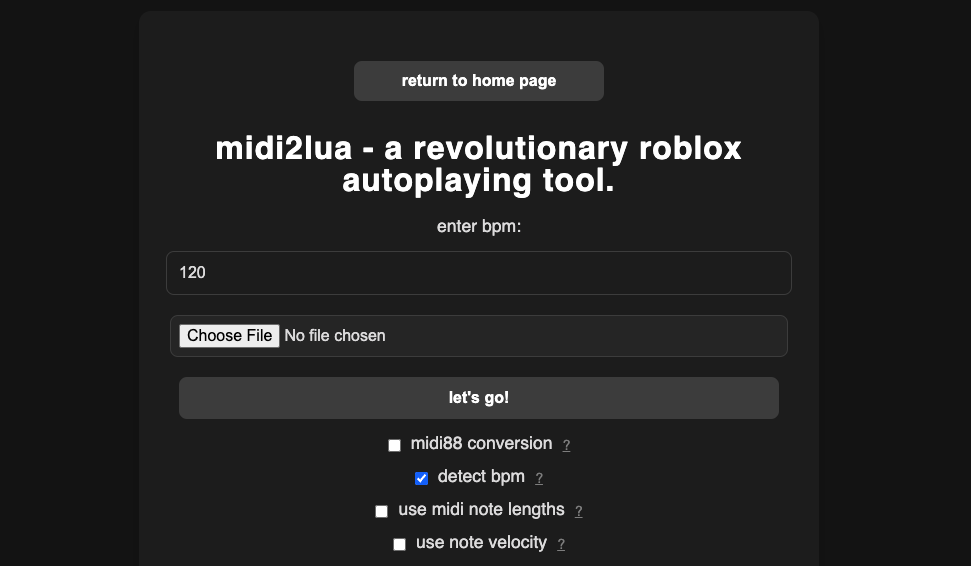 return to home page
midi2lua - a revolutionary roblox
autoplaying tool.
enter bpm:
120
Choose File No file chosen
let's go!
midi88 conversion ?
detect bpm ?
use midi note lengths ?
use note velocity ?